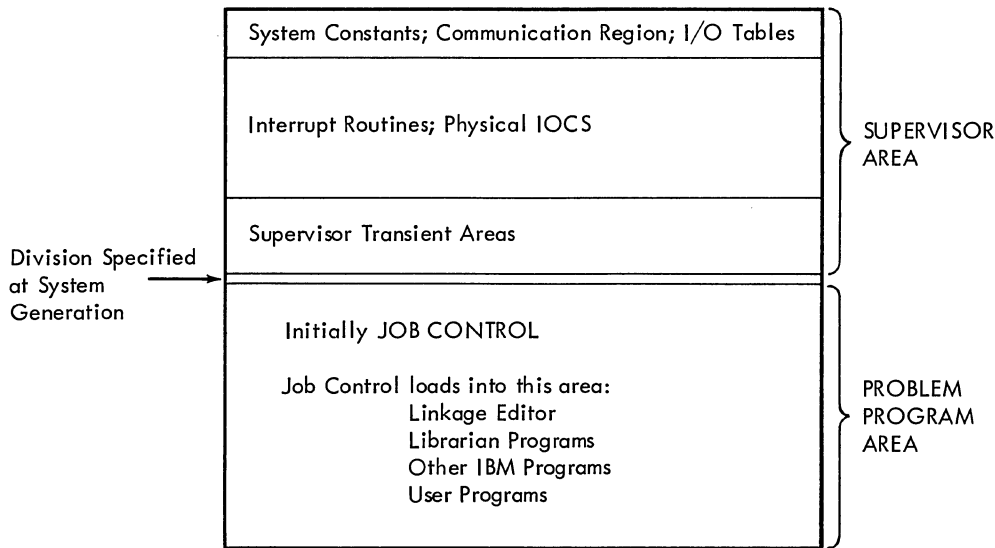 System Constants; Communication Region; I/O Tables
Interrupt Routines; Physical IOCS
SUPERVISOR
AREA
Supervisor Transient Areas
Division Specified
at System
Generation
Initially JOB CONTROL
Job Control loads into this area:
Linkage Editor
Librarian Programs
Other IBM Programs
User Programs
PROBLEM
PROGRAM
AREA